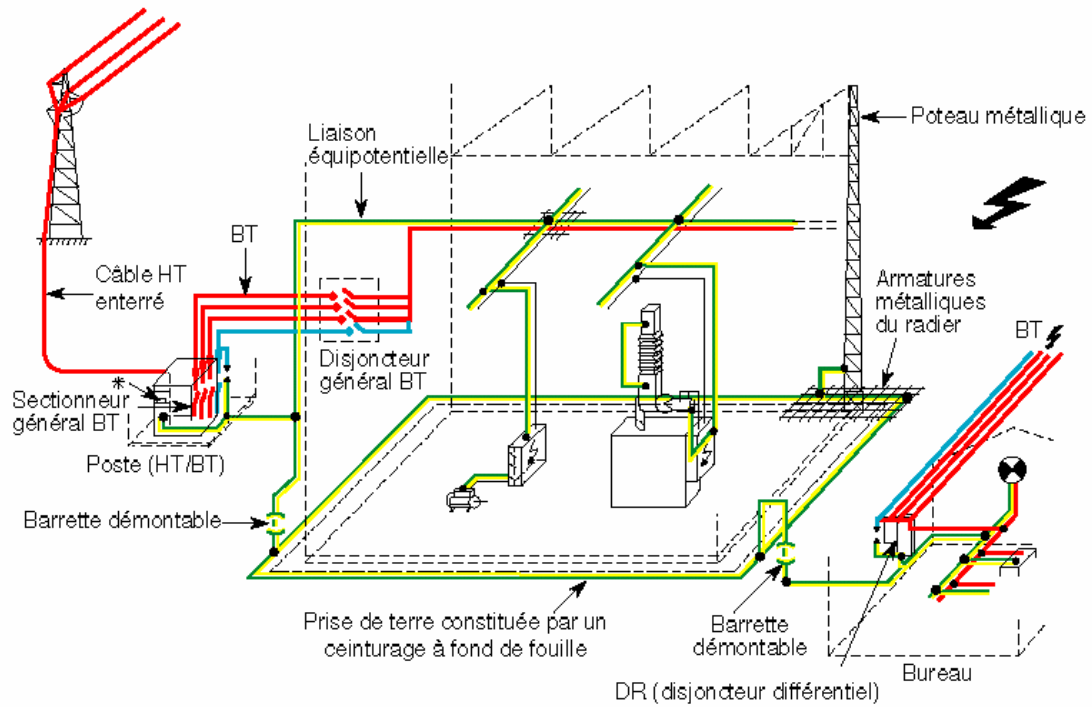 Poteau métallique
Liaison
équipotentielle
BT
Câble HT
enterré
Armatures
métalliques
du radier
BT
Disjoncteur
général BT
*
Sectionneur
général BT
Poste (HT/BT)
Barrette démontable
Prise de terre constituée par un
ceinturage à fond de fouille
Barrette
démontable
Bureau
DR (disjoncteur différentiel)